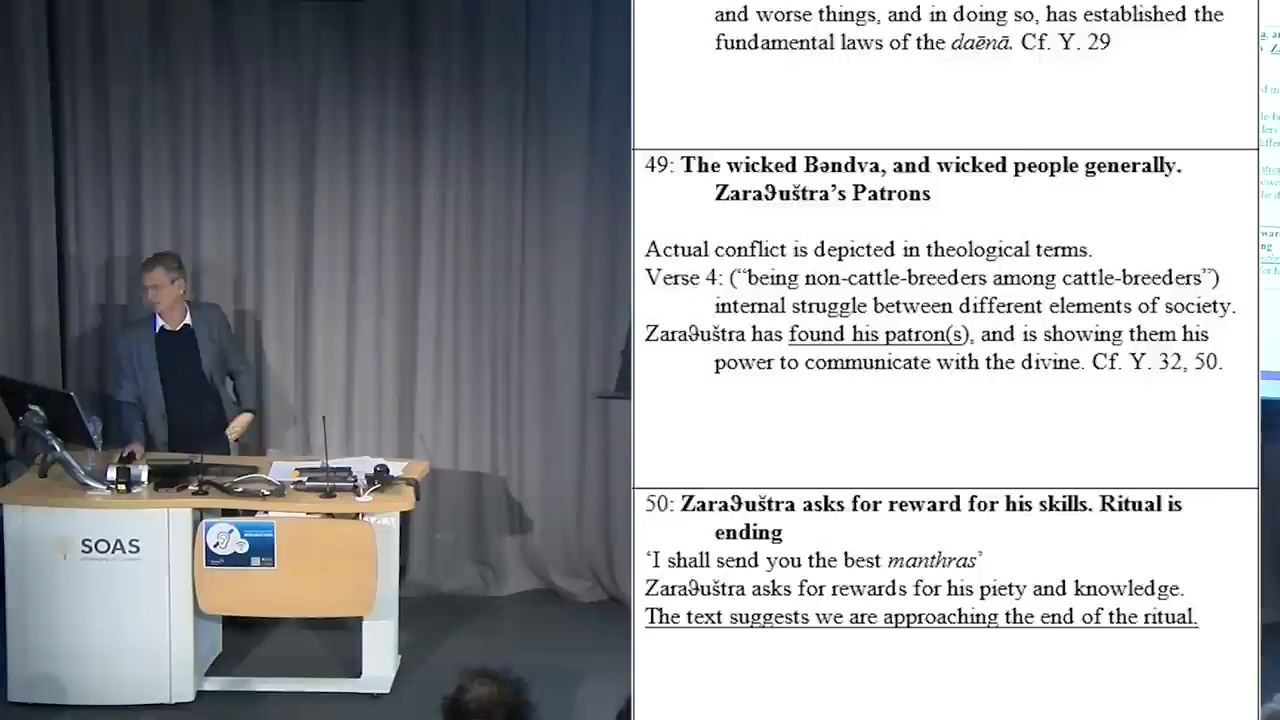 and worse things, and in doing so, has established the
fundamental laws of the daēnā. Cf. Y. 29
49: The wicked Bəndva, and wicked people generally.
Zaraϑuštra’s Patrons
Actual conflict is depicted in theological terms.
Verse 4: (“being non-cattle-breeders among cattle-breeders”)
internal struggle between different elements of society.
Zaraϑuštra has found his patron(s), and is showing them his
power to communicate with the divine. Cf. Y. 32, 50.
50: Zaraϑuštra asks for reward for his skills. Ritual is
ending
‘I shall send you the best manthras’
Zaraϑuštra asks for rewards for his piety and knowledge.
The text suggests we are approaching the end of the ritual.
SOAS